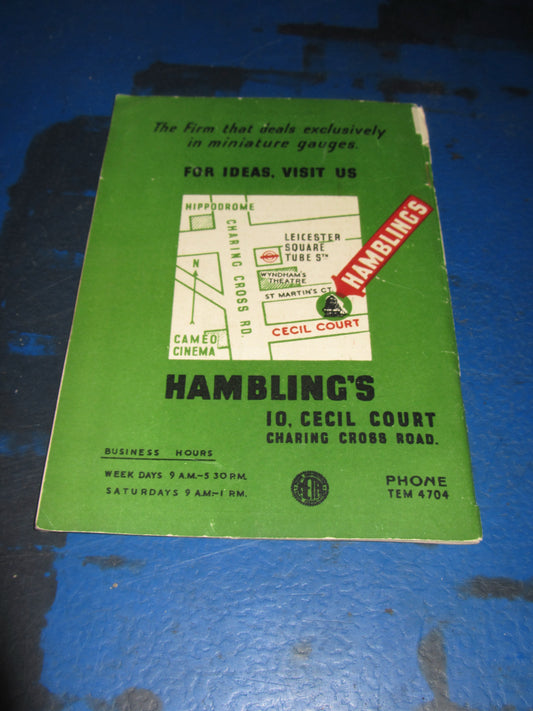 The Firm that deals exclusively
in miniature gauges.
FOR IDEAS, VISIT US
HIPPODROME
CHARING CROSS RD.
LEICESTER
SQUARE
TUBE STN
WYNDHAM'S
THEATRE
ST MARTIN'S CT
HAMBLING'S
CECIL COURT
N
CAMEO
CINEMA
HAMBLING'S
10, CECIL COURT
CHARING CROSS ROAD.
BUSINESS HOURS
WEEK DAYS 9 A.M.-5 30 P.M.
SATURDAYS 9 A.M.-1 P.M.
PHONE
TEM 4704